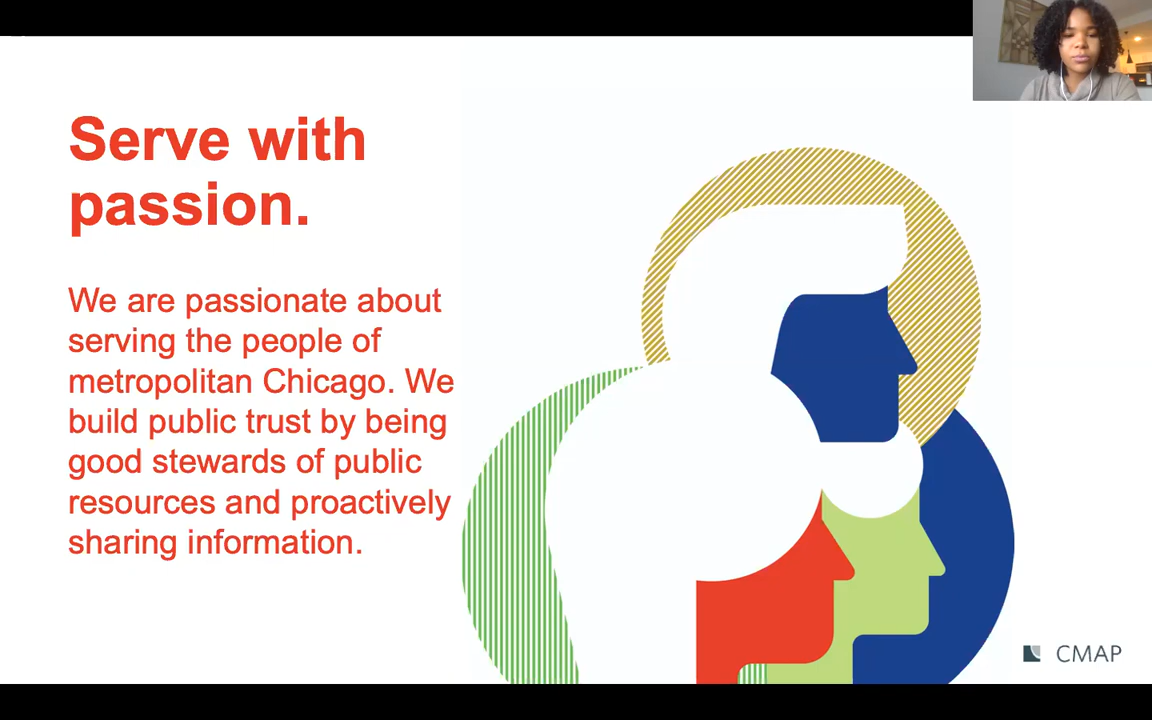 Serve with
passion.
We are passionate about
serving the people of
metropolitan Chicago. We
build public trust by being
good stewards of public
resources and proactively
sharing information.
CMAP